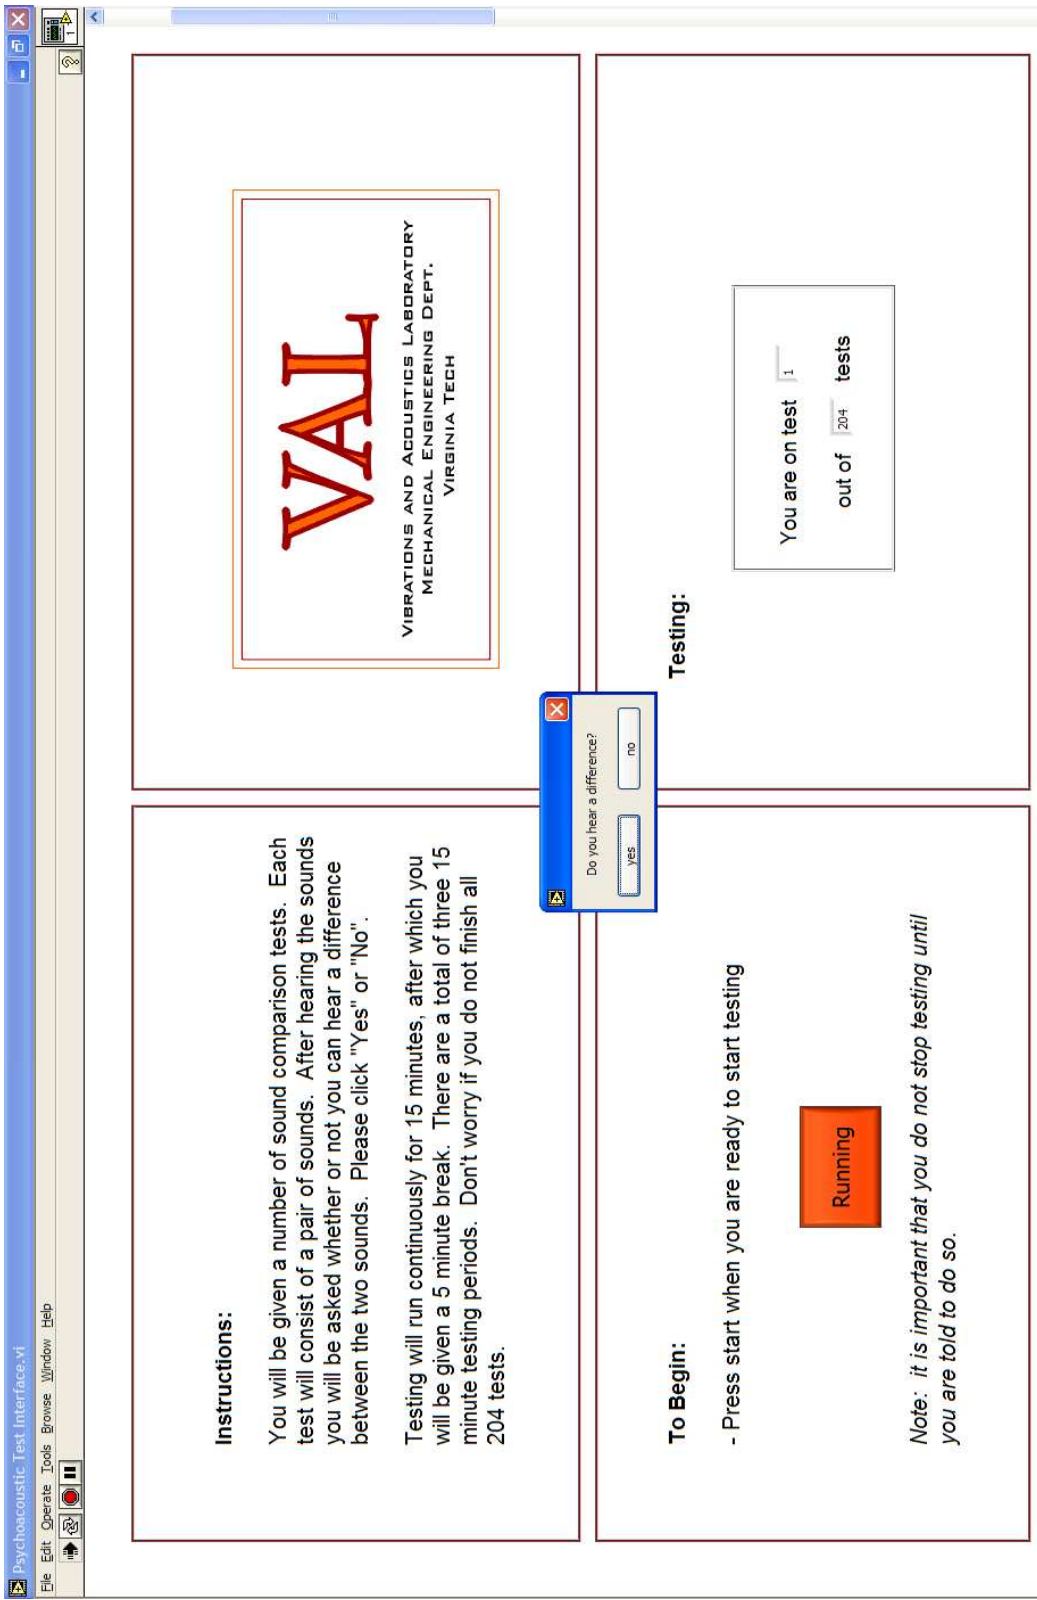 Psychoacoustic Test Interface.vi
File Edit Operate Tools Browse Window Help
1
?
Instructions:
You will be given a number of sound comparison tests. Each
test will consist of a pair of sounds. After hearing the sounds
you will be asked whether or not you can hear a difference
between the two sounds. Please click "Yes" or "No".
Testing will run continuously for 15 minutes, after which you
will be given a 5 minute break. There are a total of three 15
minute testing periods. Don't worry if you do not finish all
204 tests.
VAL
VIBRATIONS AND ACOUSTICS LABORATORY
MECHANICAL ENGINEERING DEPT.
VIRGINIA TECH
Do you hear a difference?
yes no
To Begin:
- Press start when you are ready to start testing
Running
Note: it is important that you do not stop testing until
you are told to do so.
Testing:
You are on test 1
out of 204 tests